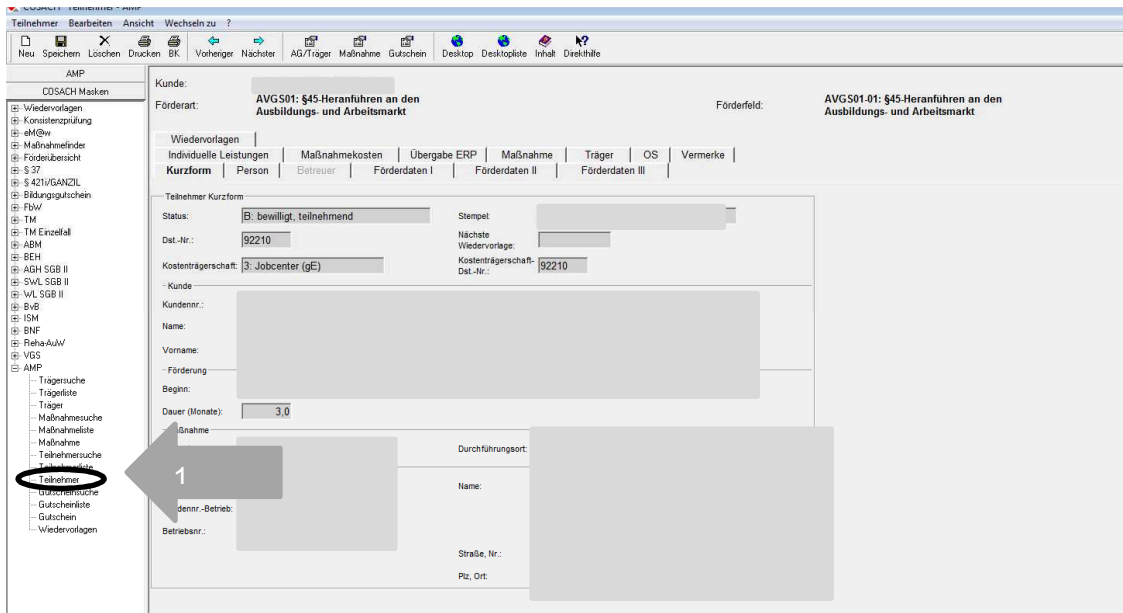 COSACH Teilnehmer - AMP
Teilnehmer Bearbeiten Ansicht Wechseln zu ?
Neu Speichern Löschen Drucken BK Vorheriger Nächster AG/Träger Maßnahme Gutschein Desktop Desktopliste Inhalt Direkthilfe
AMP
COSACH Masken
Wiedervorlagen
Konsistenzprüfung
eM@w
Maßnahmefinder
Förderübersicht
§ 37
§ 421i/GANZIL
Bildungsgutschein
FbW
TM
TM Einzelfall
ABM
BEH
AGH SGB II
SWL SGB II
WL SGB II
BvB
ISM
BNF
Reha-AuW
VGS
AMP
Trägersuche
Trägerliste
Träger
Maßnahmesuche
Maßnahmeliste
Maßnahme
Teilnehmersuche
Teilnehmerliste
Teilnehmer
Gutscheinsuche
Gutscheinliste
Gutschein
Wiedervorlagen
1
Kunde:
Förderart: AVGS01: §45-Heranführen an den
Ausbildungs- und Arbeitsmarkt
Förderfeld: AVGS01-01: §45-Heranführen an den
Ausbildungs- und Arbeitsmarkt
Wiedervorlagen
Individuelle Leistungen Maßnahmekosten Übergabe ERP Maßnahme Träger OS Vermerke
Kurzform Person Betreuer Förderdaten I Förderdaten II Förderdaten III
Teilnehmer Kurzform
Status: B: bewilligt, teilnehmend Stempel:
Dst.-Nr.: 92210 Nächste
Wiedervorlage:
Kostenträgerschaft: 3: Jobcenter (gE) Kostenträgerschaft-
Dst.-Nr.: 92210
Kunde
Kundennr.:
Name:
Vorname:
Förderung
Beginn:
Dauer (Monate): 3,0
Durchführungsort:
Name:
Betriebsnr.:
Straße, Nr.:
Plz, Ort: